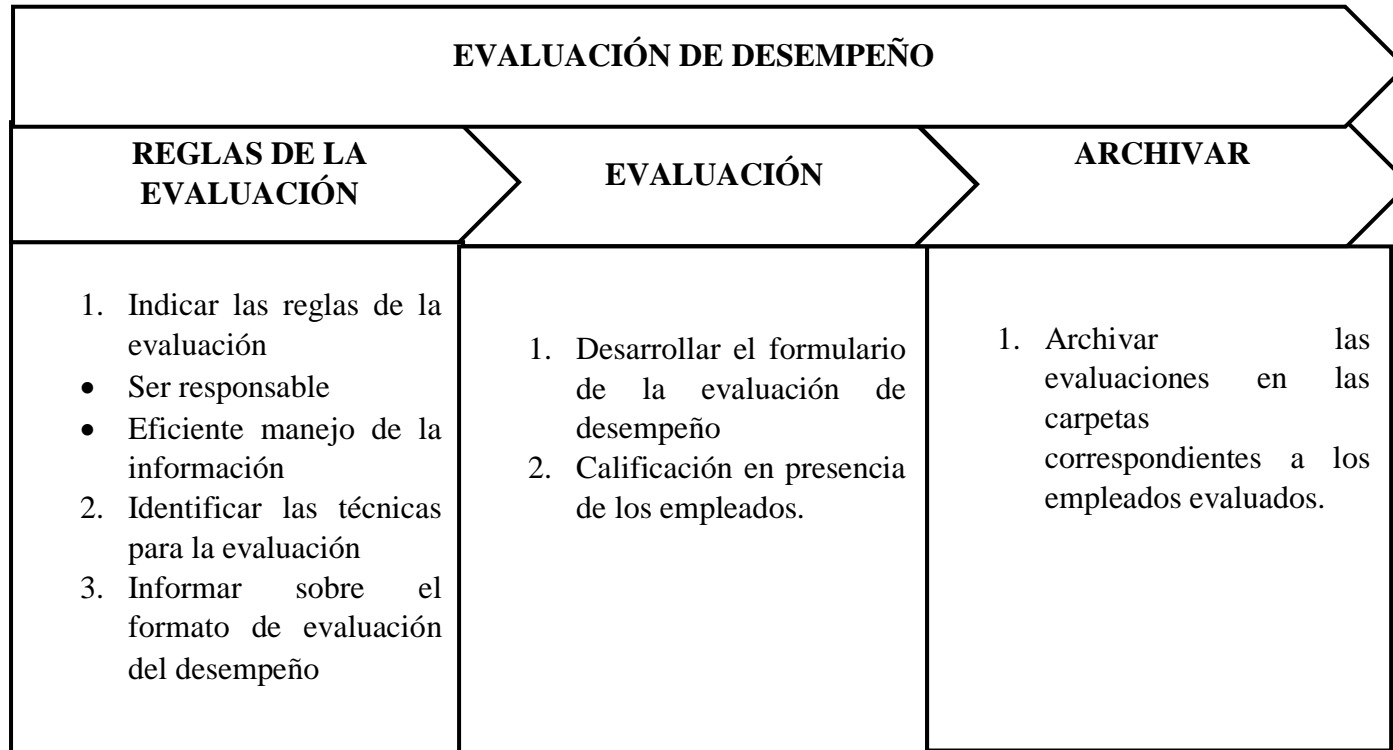 EVALUACIÓN DE DESEMPEÑO
REGLAS DE LA
EVALUACIÓN
1. Indicar las reglas de la
evaluación
• Ser responsable
• Eficiente manejo de la
información
2. Identificar las técnicas
para la evaluación
3. Informar sobre el
formato de evaluación
del desempeño
EVALUACIÓN
1. Desarrollar el formulario
de la evaluación de
desempeño
2. Calificación en presencia
de los empleados.
ARCHIVAR
1. Archivar las
evaluaciones en las
carpetas
correspondientes a los
empleados evaluados.